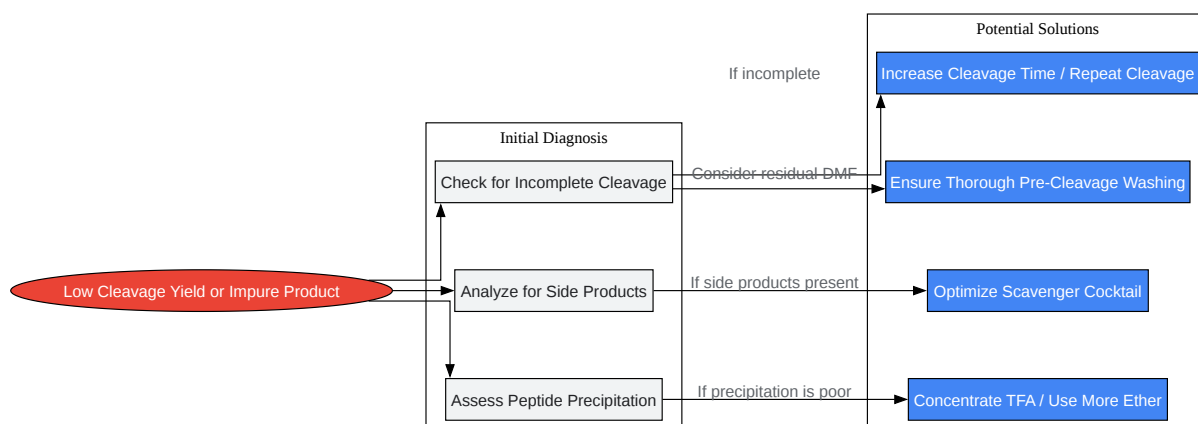 Potential Solutions
If incomplete
Increase Cleavage Time / Repeat Cleavage
Initial Diagnosis
Check for Incomplete Cleavage
Consider residual DMF
Ensure Thorough Pre-Cleavage Washing
Low Cleavage Yield or Impure Product
Analyze for Side Products
If side products present
Optimize Scavenger Cocktail
Assess Peptide Precipitation
If precipitation is poor
Concentrate TFA / Use More Ether